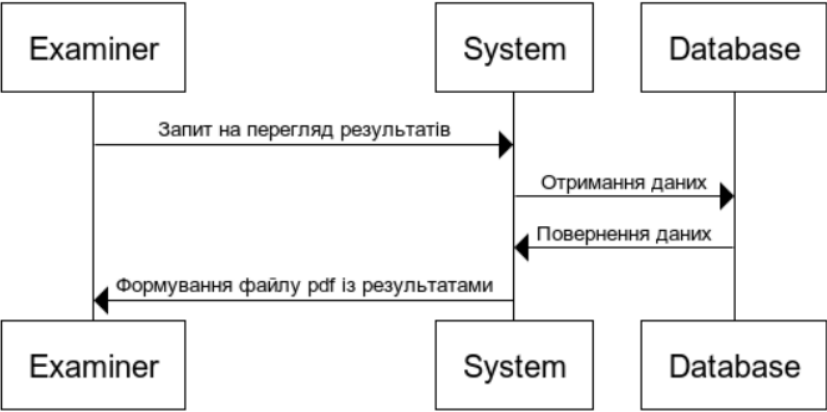 Examiner
System
Database
Запит на перегляд результатів
Отримання даних
Повернення даних
Формування файлу pdf із результатами
Examiner
System
Database